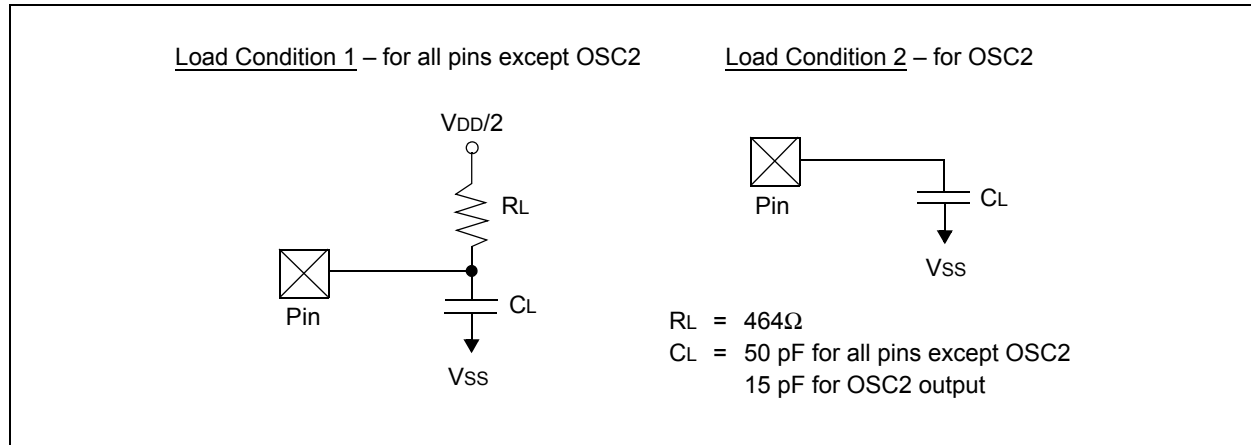 Load Condition 1 – for all pins except OSC2
VDD/2
RL
Pin
CL
VSS
Load Condition 2 – for OSC2
Pin
CL
VSS
RL = 464Ω
CL = 50 pF for all pins except OSC2
15 pF for OSC2 output